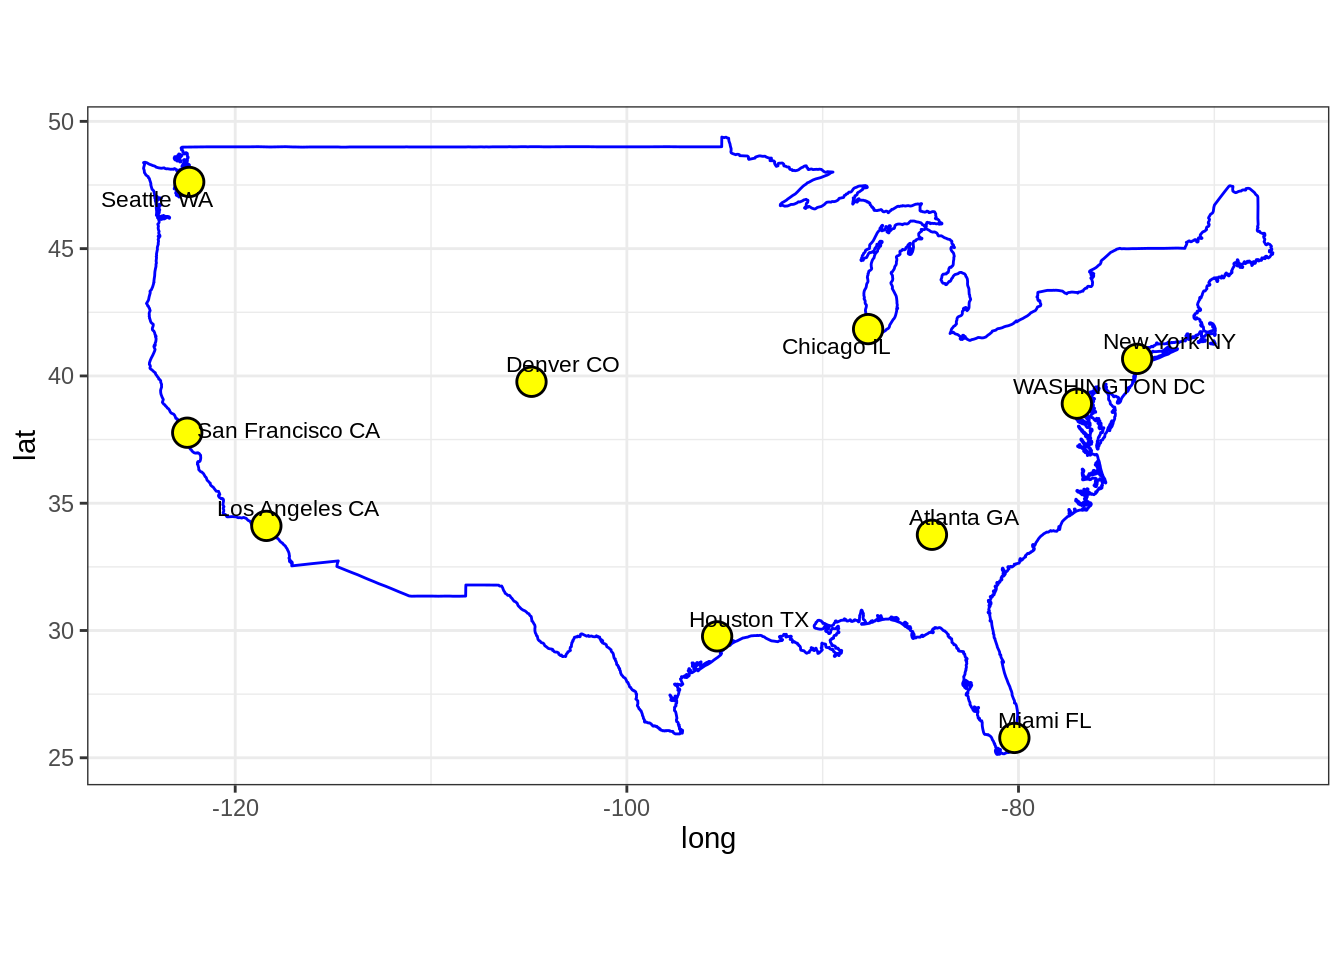 50
Seattle WA
45
New York NY
Chicago IL
Denver CO
40
WASHINGTON DC
San Francisco CA
lat
35
Los Angeles CA
Atlanta GA
30
Houston TX
Miami FL
25
-120
-100
-80
long